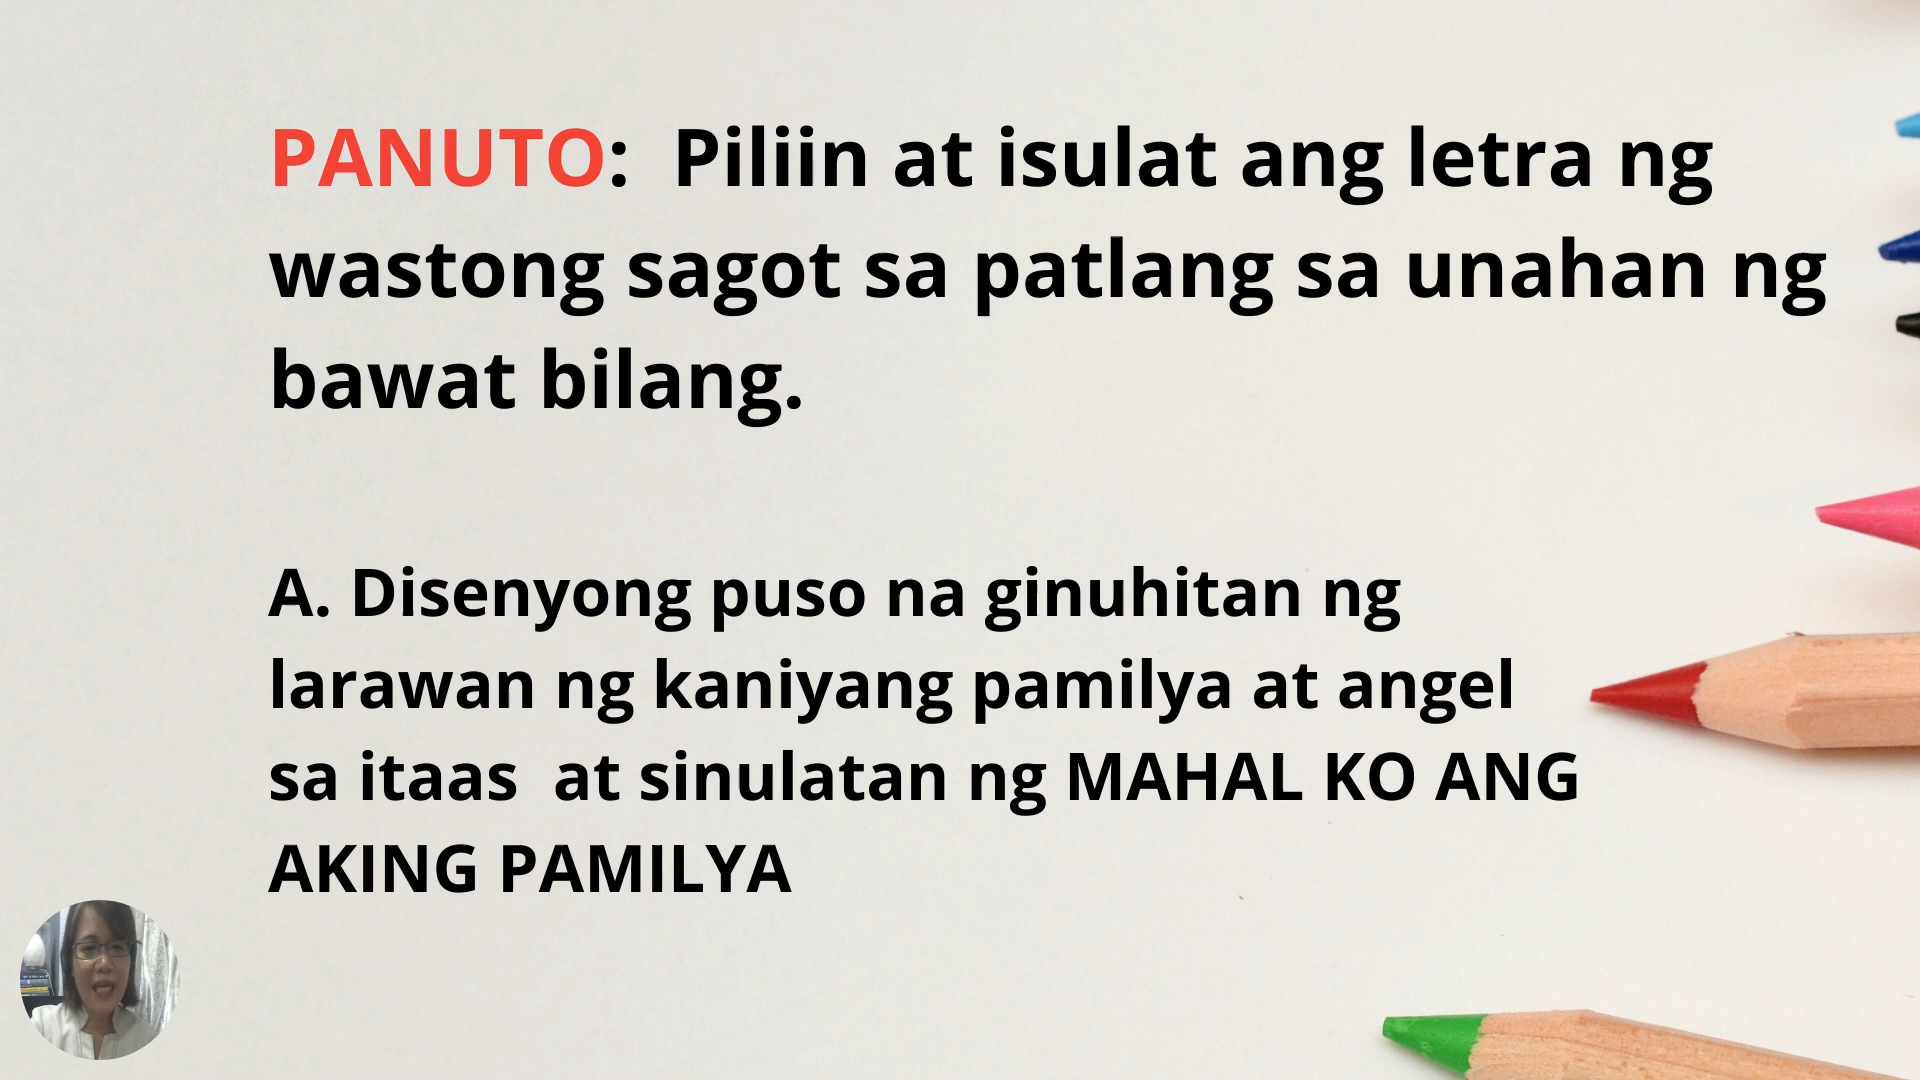 PANUTO:  Piliin at isulat ang letra ng
wastong sagot sa patlang sa unahan ng
bawat bilang.
A. Disenyong puso na ginuhitan ng
larawan ng kaniyang pamilya at angel
sa itaas  at sinulatan ng MAHAL KO ANG
AKING PAMILYA